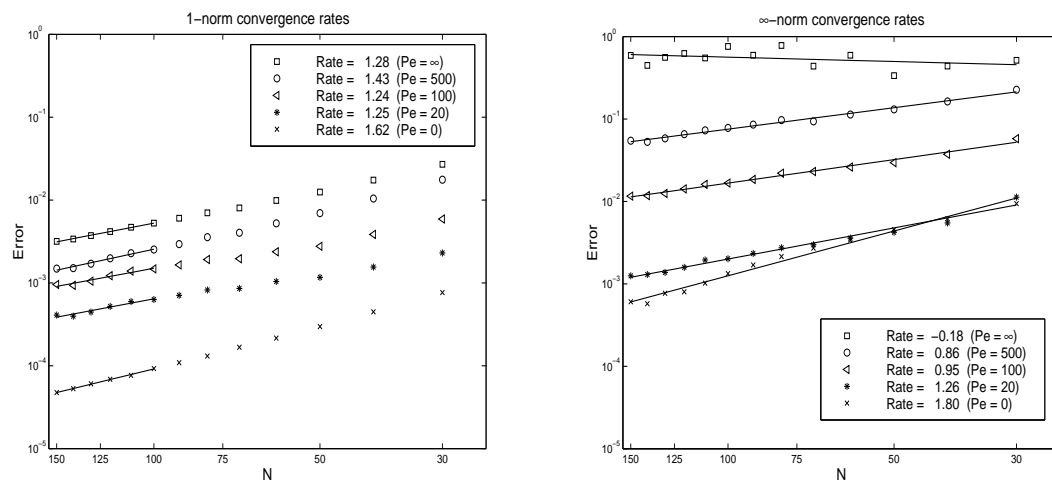 1−norm convergence rates
10^0
10^−1
10^−2
10^−3
10^−4
10^−5
Error
150
125
100
75
50
30
N
Rate = 1.28 (Pe = ∞)
Rate = 1.43 (Pe = 500)
Rate = 1.24 (Pe = 100)
Rate = 1.25 (Pe = 20)
Rate = 1.62 (Pe = 0)
∞−norm convergence rates
10^0
10^−1
10^−2
10^−3
10^−4
10^−5
Error
150
125
100
75
50
30
N
Rate = −0.18 (Pe = ∞)
Rate = 0.86 (Pe = 500)
Rate = 0.95 (Pe = 100)
Rate = 1.26 (Pe = 20)
Rate = 1.80 (Pe = 0)